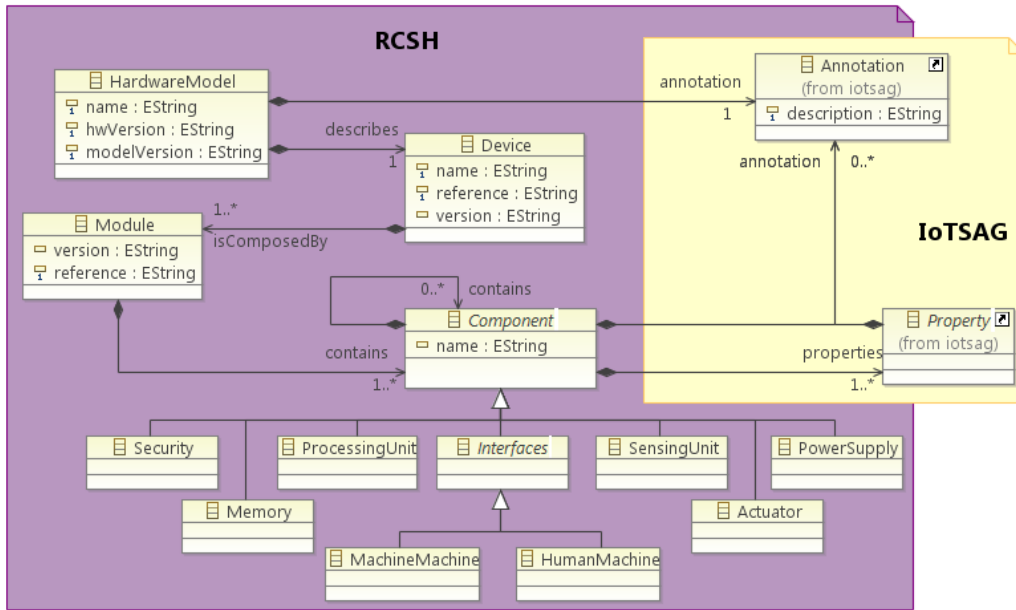 RCSH
HardwareModel
name : EString
hwVersion : EString
modelVersion : EString
annotation
1
Annotation
(from iotsag)
description : EString
describes
1
Device
name : EString
reference : EString
version : EString
annotation
0..*
1..*
isComposedBy
Module
version : EString
reference : EString
IoTSAG
0..*
contains
Component
name : EString
Property
(from iotsag)
contains
1..*
properties
1..*
Security
ProcessingUnit
Interfaces
SensingUnit
PowerSupply
Memory
Actuator
MachineMachine
HumanMachine